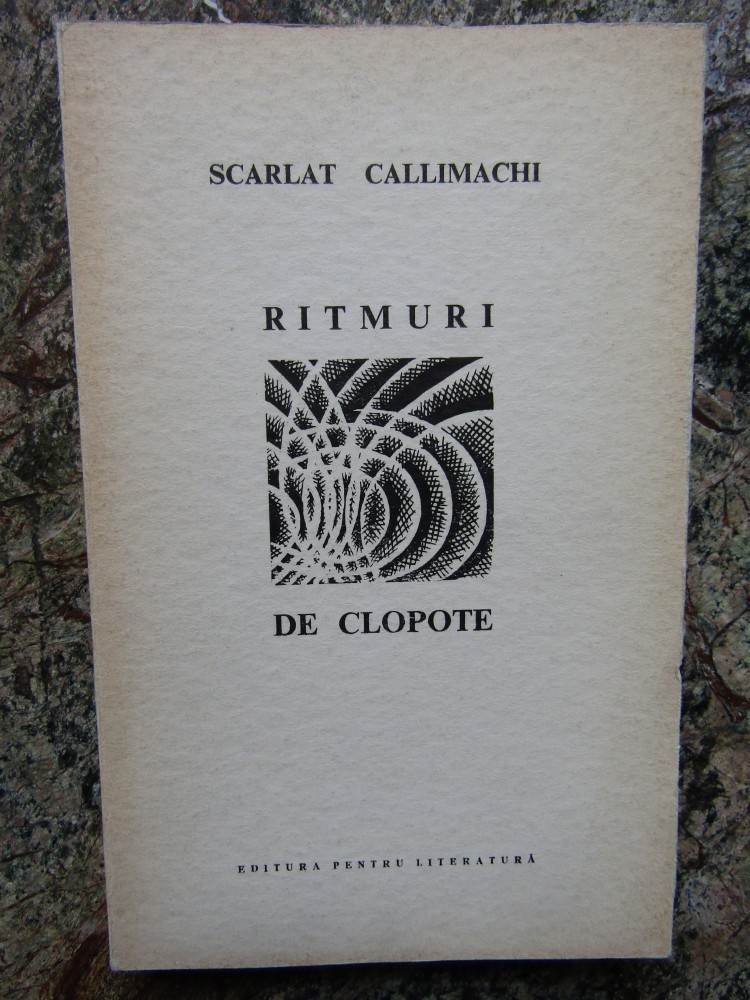 SCARLAT CALLIMACHI
RITMURI
DE CLOPOTE
EDITURA PENTRU LITERATURĂ